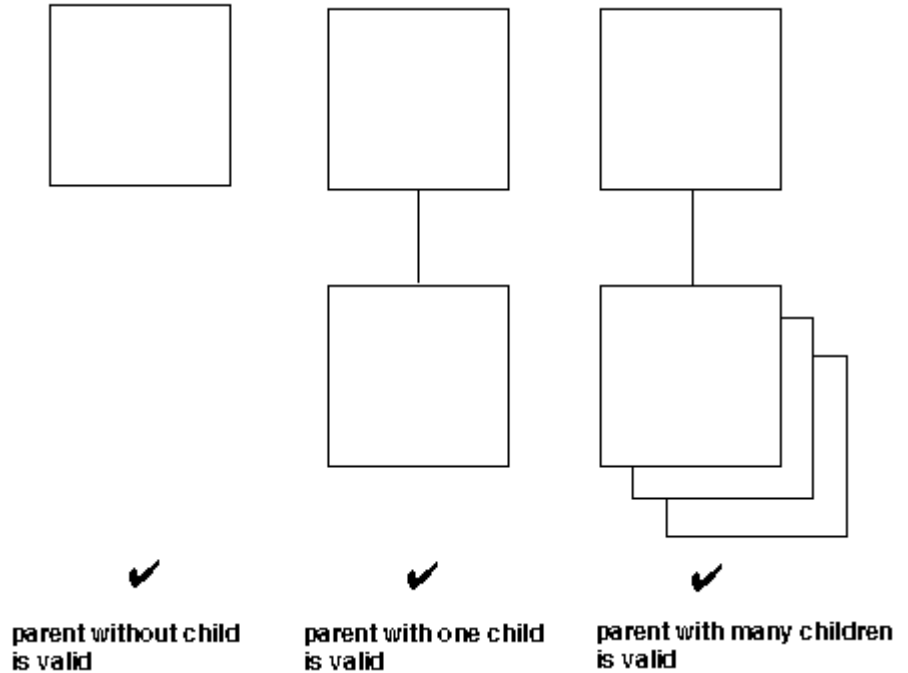 parent without child
is valid
parent with one child
is valid
parent with many children
is valid